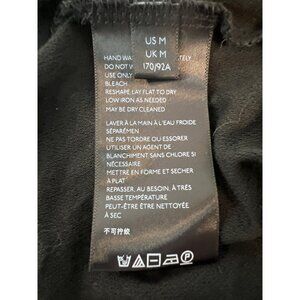 US M
UK M
170/92A
HAND WASH
DO NOT W
USE ONLY
BLEACH
RESHAPE LAY FLAT TO DRY
LOW IRON AS NEEDED
MAY BE DRY CLEANED
LAVER À LA MAIN À L'EAU FROIDE
SÉPARÉMEN
NE PAS TORDRE OU ESSORER
UTILISER UN AGENT DE
BLANCHIMENT SANS CHLORE SI
NÉCESSAIRE
METTRE EN FORME ET SECHER
À PLAT
REPASSER, AU BESOIN, À TRÈS
BASSE TEMPÉRATURE
PEUT-ÊTRE ÊTRE NETTOYÉE
À SEC
不可拧绞
P